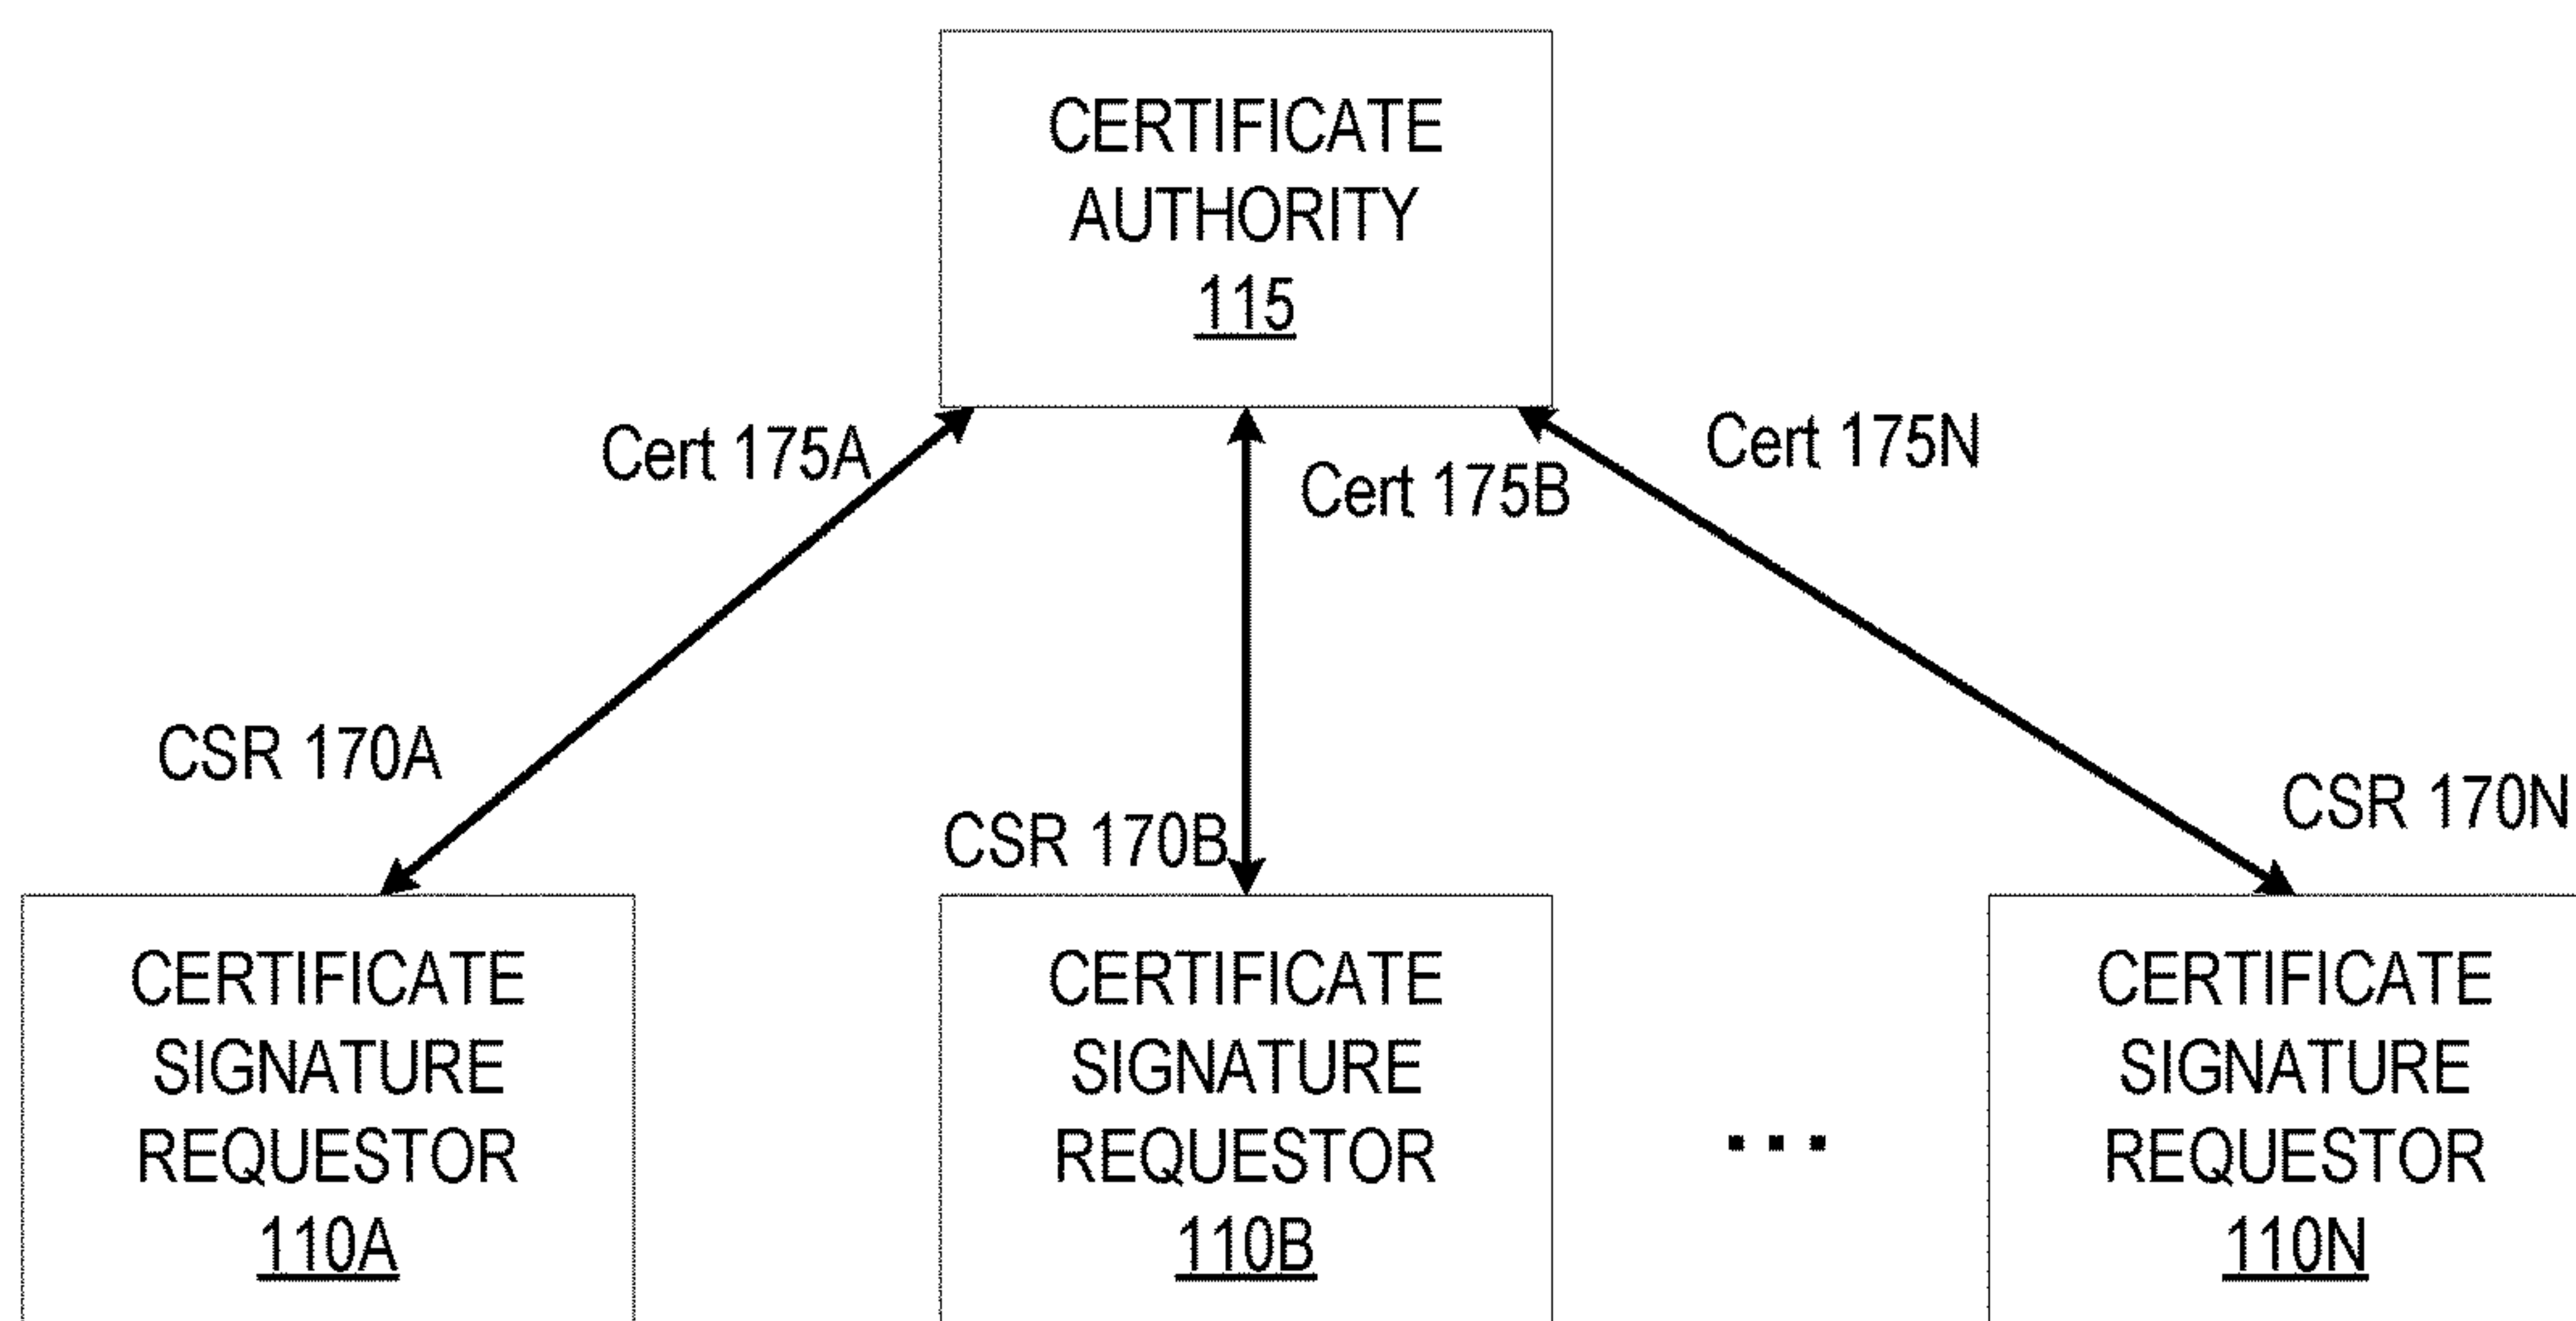 CERTIFICATE
AUTHORITY
115
Cert 175A
Cert 175B
Cert 175N
CSR 170A
CSR 170B
CSR 170N
CERTIFICATE
SIGNATURE
REQUESTOR
110A
CERTIFICATE
SIGNATURE
REQUESTOR
110B
...
CERTIFICATE
SIGNATURE
REQUESTOR
110N